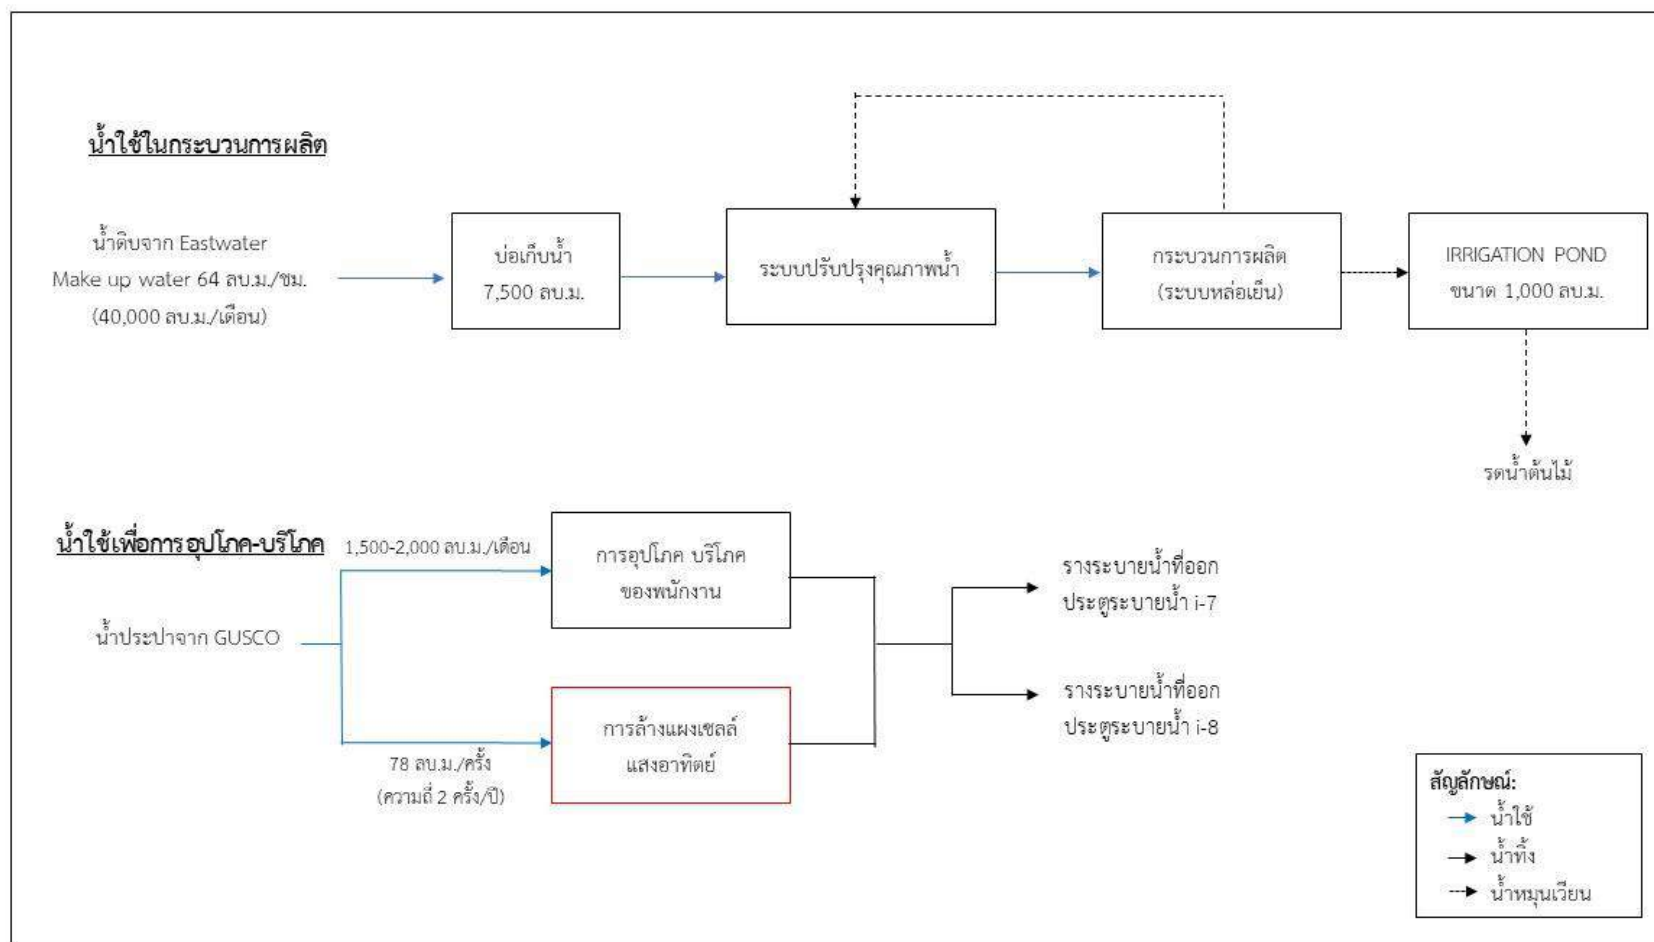 น้ำใช้ในกระบวนการผลิต
น้ำดิบจาก Eastwater
Make up water 64 ลบ.ม./ชม.
(40,000 ลบ.ม./เดือน)
บ่อเก็บน้ำ
7,500 ลบ.ม.
ระบบปรับปรุงคุณภาพน้ำ
กระบวนการผลิต
(ระบบหล่อเย็น)
IRRIGATION POND
ขนาด 1,000 ลบ.ม.
รดน้ำต้นไม้
น้ำใช้เพื่อการอุปโภค-บริโภค
1,500-2,000 ลบ.ม./เดือน
การอุปโภค บริโภค
ของพนักงาน
น้ำประปาจาก GUSCO
78 ลบ.ม./ครั้ง
(ความถี่ 2 ครั้ง/ปี)
การล้างแผงเซลล์
แสงอาทิตย์
รางระบายน้ำที่ออก
ประตูระบายน้ำ i-7
รางระบายน้ำที่ออก
ประตูระบายน้ำ i-8
สัญลักษณ์:
น้ำใช้
น้ำทิ้ง
น้ำหมุนเวียน